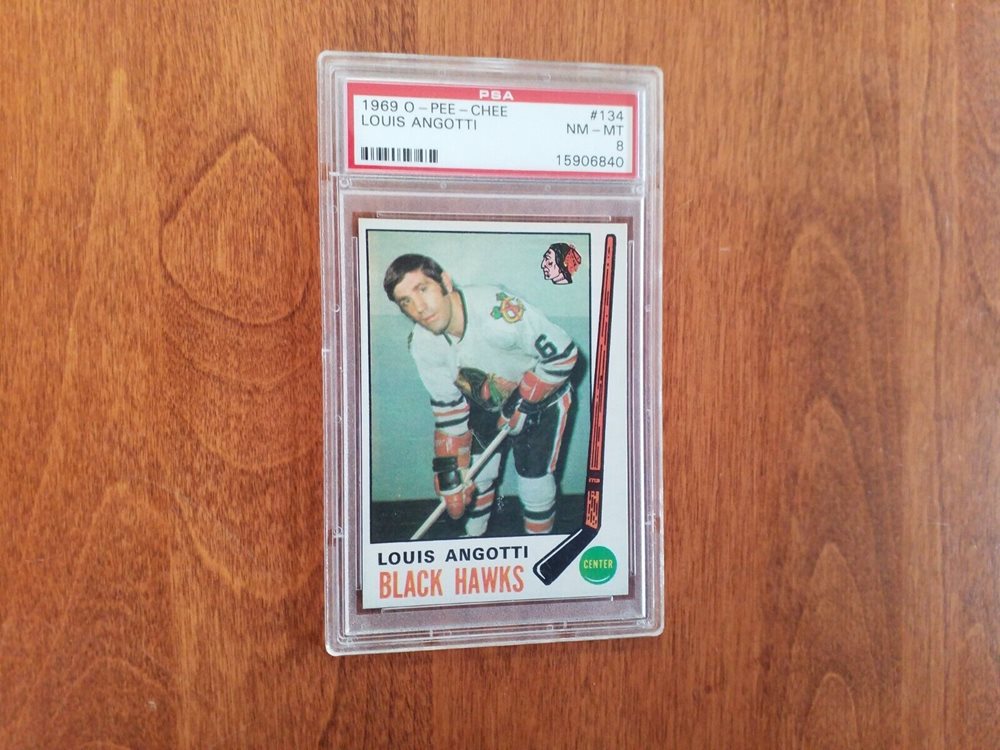 PSA
1969 O-PEE-CHEE #134
LOUIS ANGOTTI NM-MT
8
15906840
6
LOUIS ANGOTTI
BLACK HAWKS
CENTER